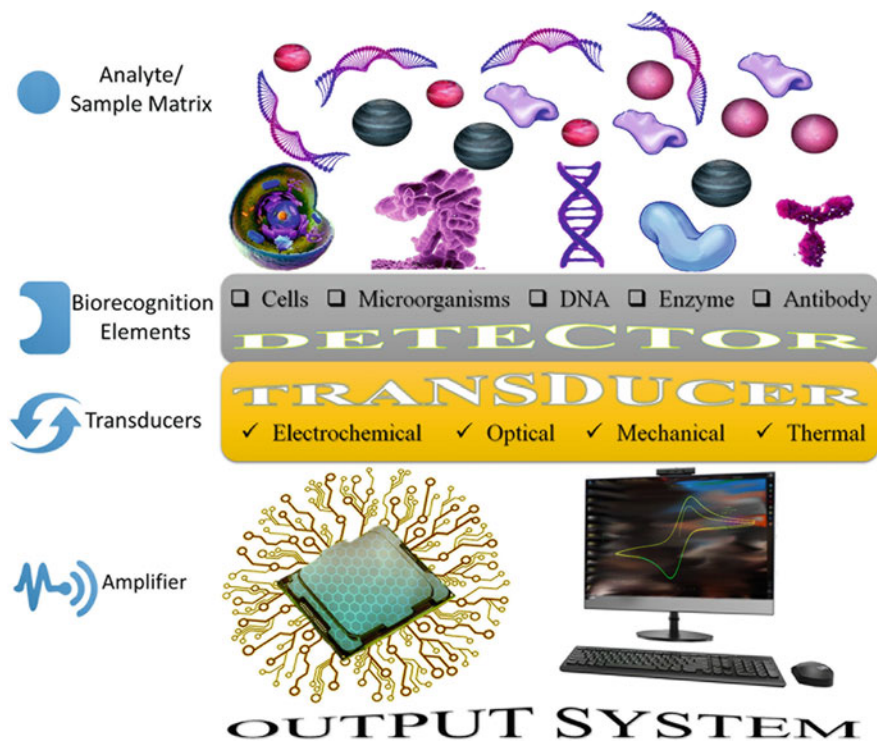 Analyte/
Sample Matrix
Biorecognition
Elements
❑ Cells ❑ Microorganisms ❑ DNA ❑ Enzyme ❑ Antibody
DETECTOR
TRANSDUCER
Transducers
✓ Electrochemical ✓ Optical ✓ Mechanical ✓ Thermal
Amplifier
OUTPUT SYSTEM